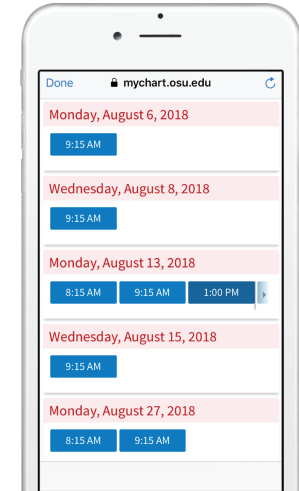 Done mychart.osu.edu
Monday, August 6, 2018
9:15 AM
Wednesday, August 8, 2018
9:15 AM
Monday, August 13, 2018
8:15 AM 9:15 AM 1:00 PM
Wednesday, August 15, 2018
9:15 AM
Monday, August 27, 2018
8:15 AM 9:15 AM